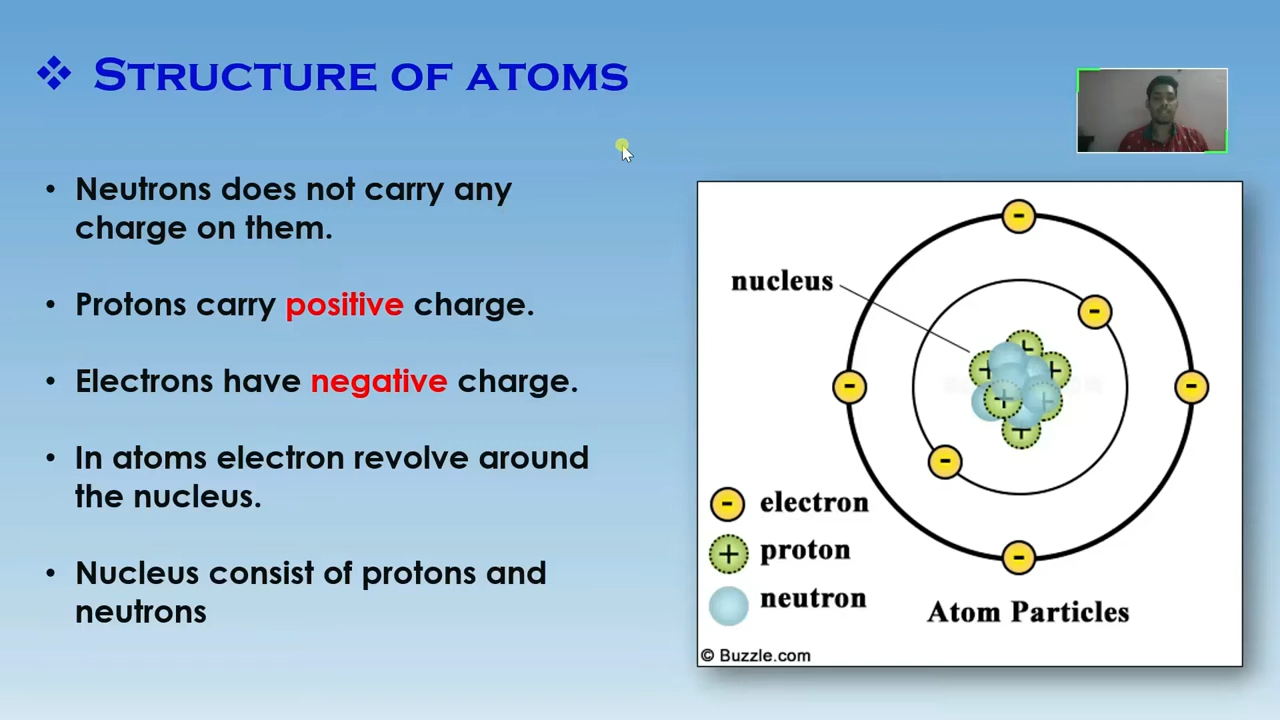 ❖ STRUCTURE OF ATOMS
• Neutrons does not carry any
charge on them.
• Protons carry positive charge.
• Electrons have negative charge.
• In atoms electron revolve around
the nucleus.
• Nucleus consist of protons and
neutrons
nucleus
- electron
+ proton
neutron
Atom Particles
© Buzzle.com